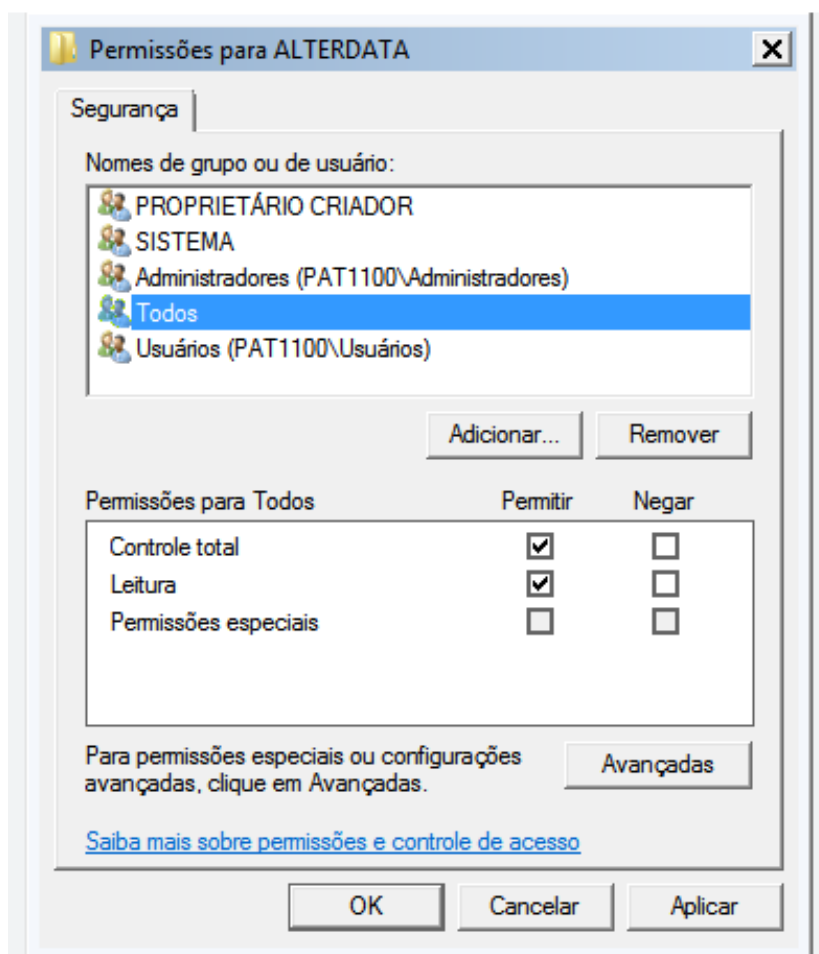 Permissões para ALTERDATA
Segurança
Nomes de grupo ou de usuário:
PROPRIETÁRIO CRIADOR
SISTEMA
Administradores (PAT1100\Administradores)
Todos
Usuários (PAT1100\Usuários)
Adicionar... Remover
Permissões para Todos Permitir Negar
Controle total
Leitura
Permissões especiais
Para permissões especiais ou configurações
avançadas, clique em Avançadas.
Avançadas
Saiba mais sobre permissões e controle de acesso
OK Cancelar Aplicar